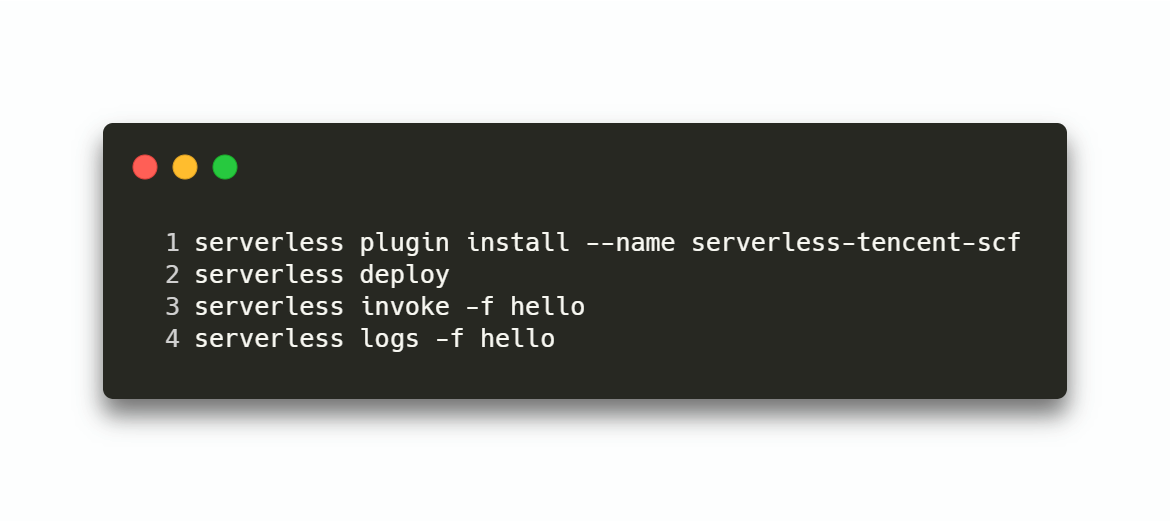 1 serverless plugin install --name serverless-tencent-scf
2 serverless deploy
3 serverless invoke -f hello
4 serverless logs -f hello